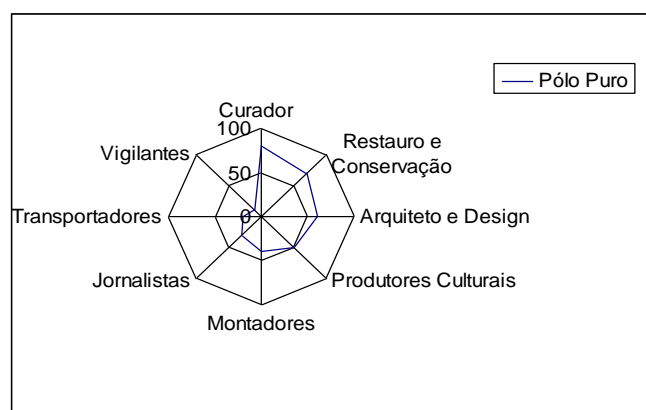 Pólo Puro
Curador
100
50
0
Restauro e
Conservação
Arquiteto e Design
Produtores Culturais
Montadores
Jornalistas
Transportadores
Vigilantes